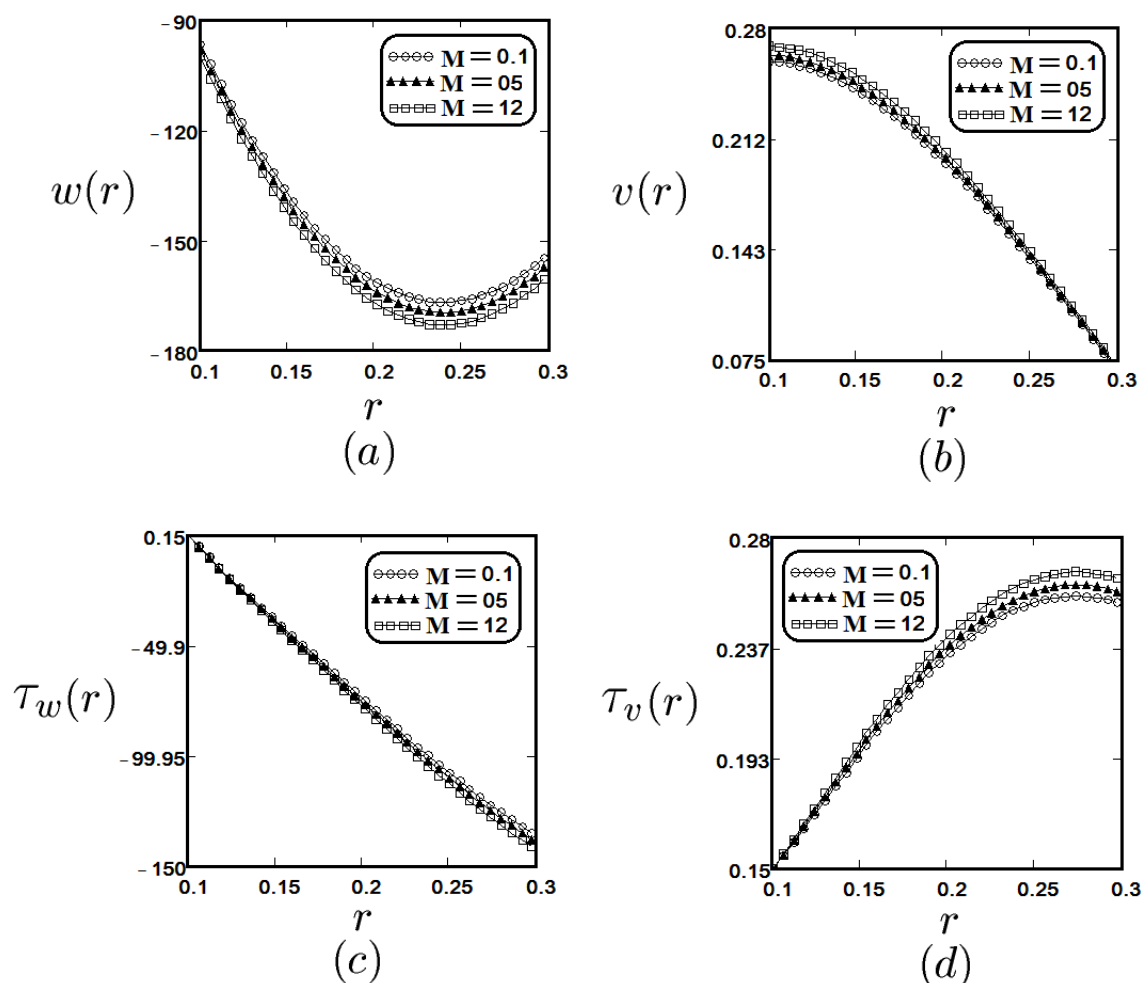 -90
-120
-150
-180
w(r)
M = 0.1
M = 05
M = 12
0.1 0.15 0.2 0.25 0.3
r
(a)
0.28
0.212
0.143
0.075
v(r)
M = 0.1
M = 05
M = 12
0.1 0.15 0.2 0.25 0.3
r
(b)
0.15
-49.9
-99.95
-150
τw(r)
M = 0.1
M = 05
M = 12
0.1 0.15 0.2 0.25 0.3
r
(c)
0.28
0.237
0.193
0.15
τv(r)
M = 0.1
M = 05
M = 12
0.1 0.15 0.2 0.25 0.3
r
(d)